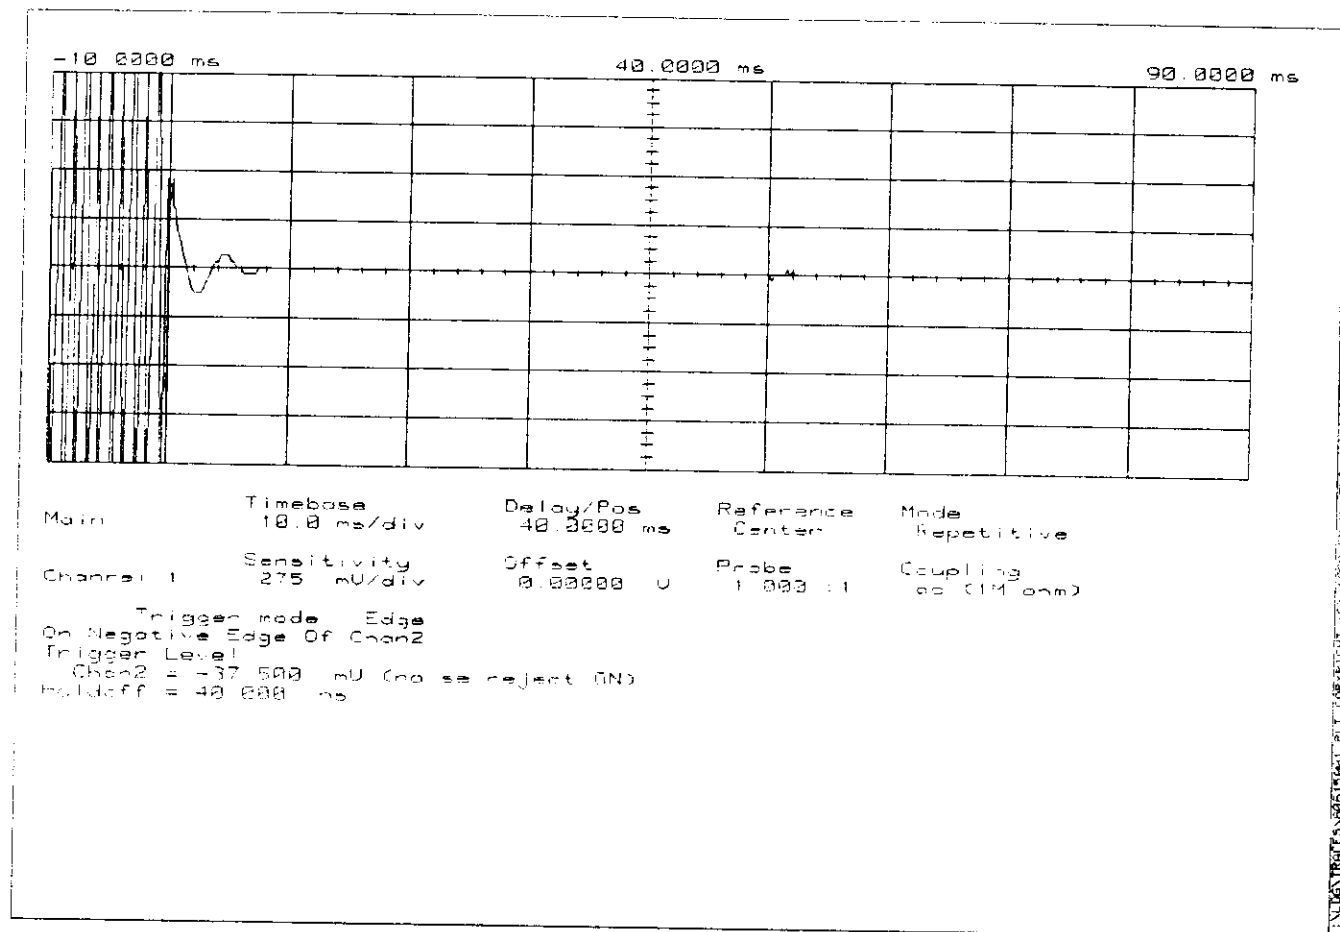 -10.0000 ms 40.0000 ms 90.0000 ms
Timebase Delay/Pos Reference Mode
Main 10.0 ms/div 40.0000 ms Center Repetitive
Sensitivity Offset Probe Coupling
Channel 1 275 mV/div 0.00000 V 1.000 :1 ac (1M ohm)
Trigger mode Edge
On Negative Edge Of Chan2
Trigger Level
Chan2 = -37.500 mV (noise reject ON)
Holdoff = 40.000 ns